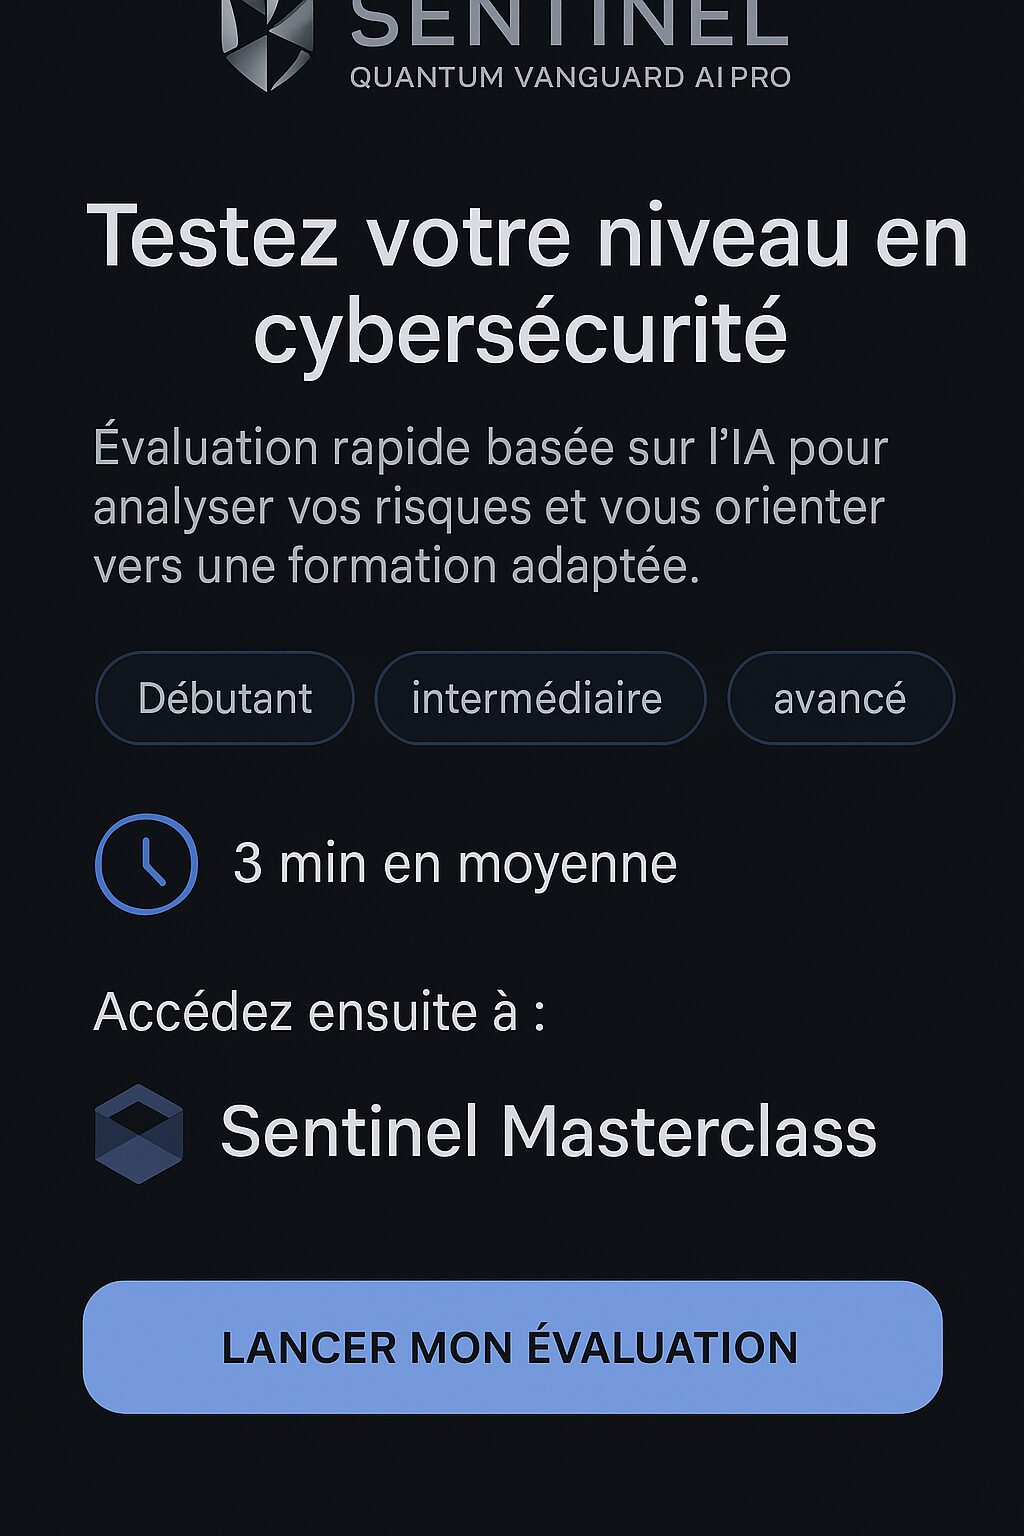 SENTINEL
QUANTUM VANGUARD AI PRO
Testez votre niveau en
cybersécurité
Évaluation rapide basée sur l’IA pour
analyser vos risques et vous orienter
vers une formation adaptée.
Débutant intermédiaire avancé
3 min en moyenne
Accédez ensuite à :
Sentinel Masterclass
LANCER MON ÉVALUATION